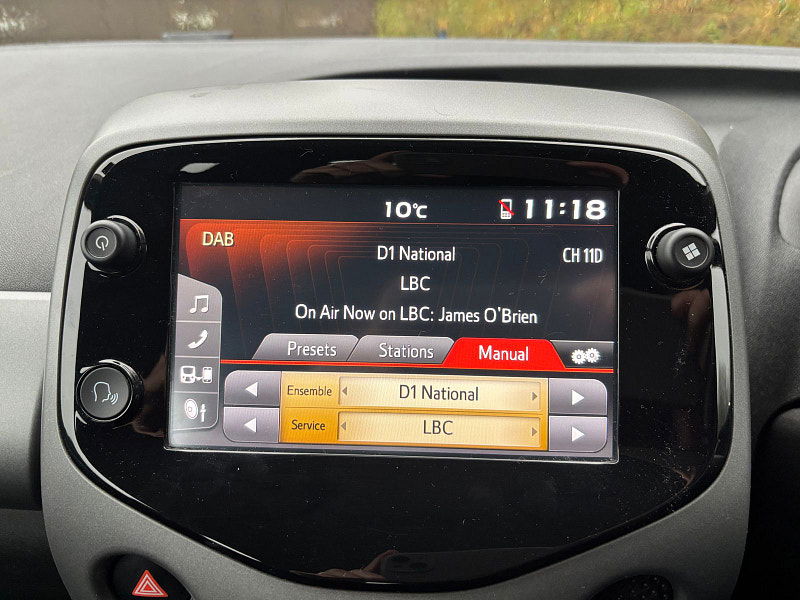 10°C 11:18
DAB
D1 National CH 11D
LBC
On Air Now on LBC: James O'Brien
Presets Stations Manual
Ensemble D1 National
Service LBC